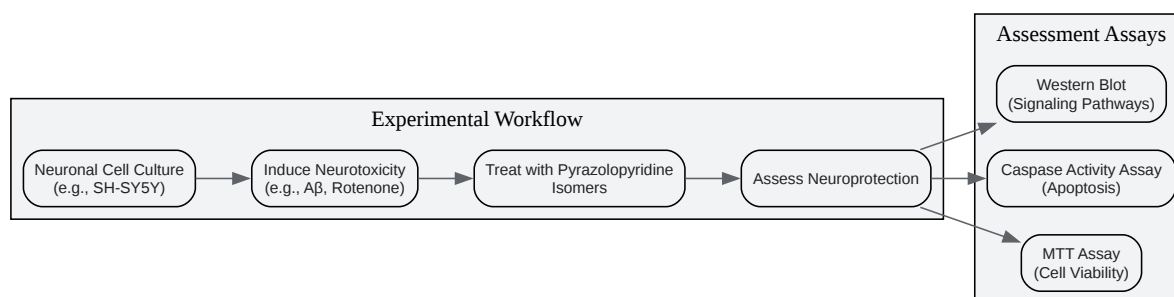 Experimental Workflow
Neuronal Cell Culture
(e.g., SH-SY5Y)
Induce Neurotoxicity
(e.g., Aβ, Rotenone)
Treat with Pyrazolopyridine
Isomers
Assess Neuroprotection
Assessment Assays
Western Blot
(Signaling Pathways)
Caspase Activity Assay
(Apoptosis)
MTT Assay
(Cell Viability)